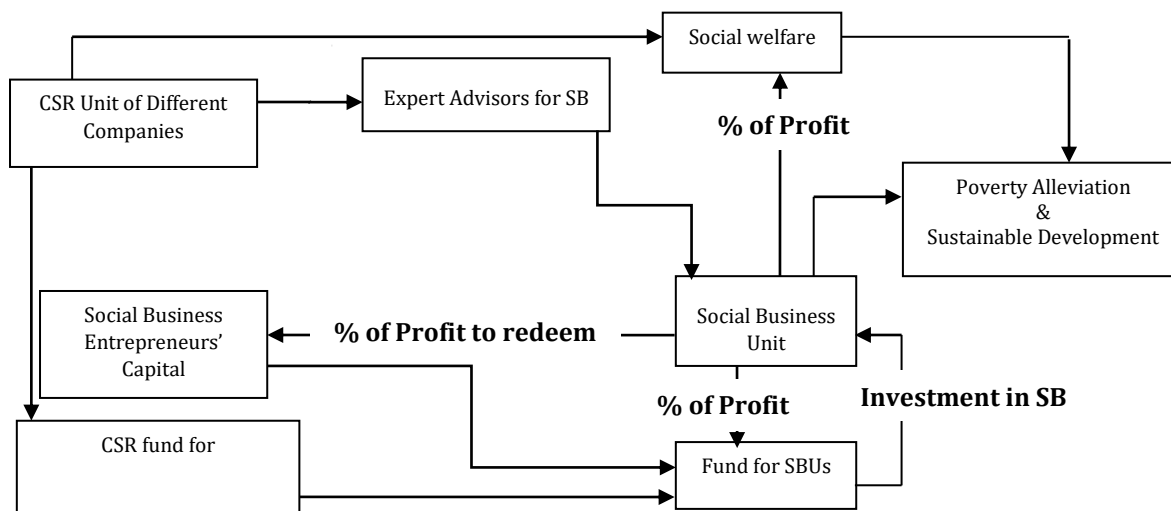 Social welfare
CSR Unit of Different
Companies
Expert Advisors for SB
% of Profit
Poverty Alleviation
&
Sustainable Development
Social Business
Entrepreneurs’
Capital
% of Profit to redeem
Social Business
Unit
% of Profit
Investment in SB
CSR fund for
Fund for SBUs